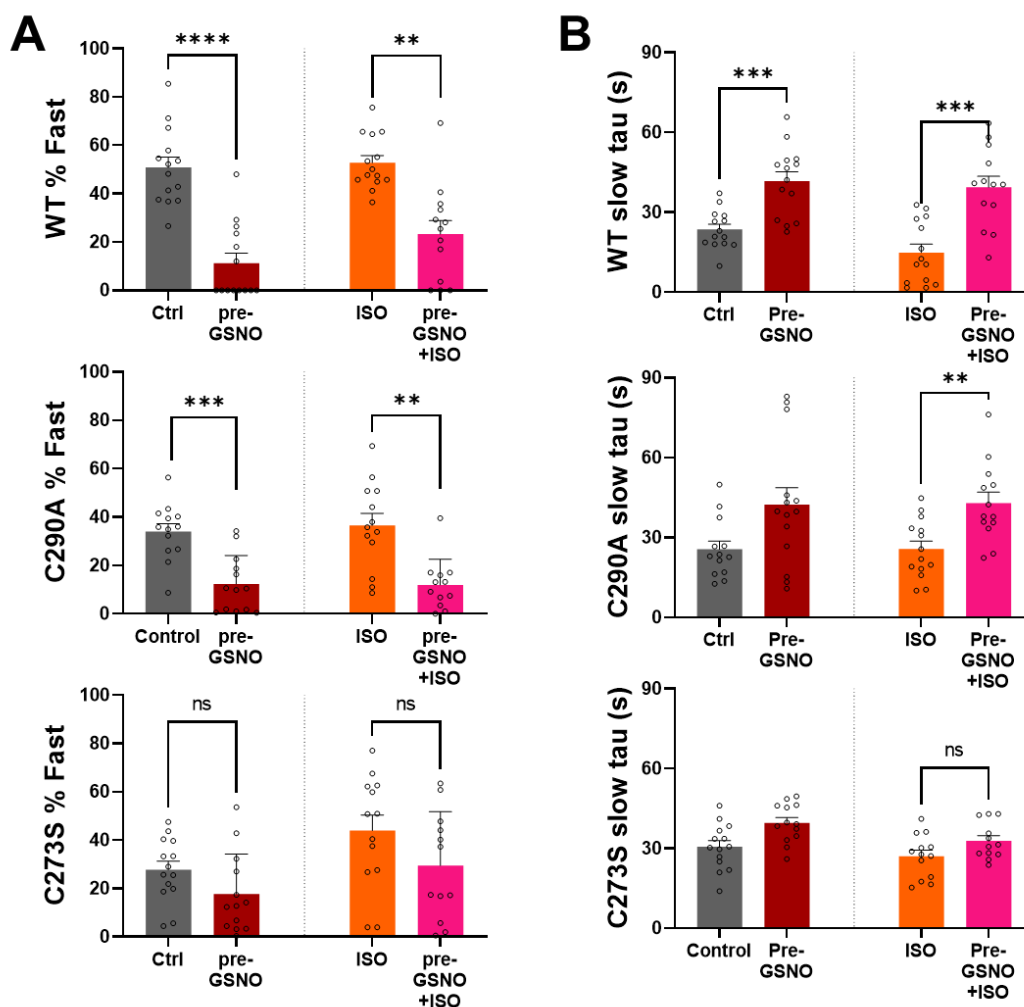 A
WT % Fast
100
80
60
40
20
0
****
**
Ctrl
pre-
GSNO
ISO
pre-
GSNO
+ISO
C290A % Fast
100
80
60
40
20
0
***
**
Control
pre-
GSNO
ISO
pre-
GSNO
+ISO
C273S % Fast
100
80
60
40
20
0
ns
ns
Ctrl
pre-
GSNO
ISO
pre-
GSNO
+ISO
B
WT slow tau (s)
90
60
30
0
***
***
Ctrl
Pre-
GSNO
ISO
Pre-
GSNO
+ISO
C290A slow tau (s)
90
60
30
0
**
Ctrl
Pre-
GSNO
ISO
Pre-
GSNO
+ISO
C273S slow tau (s)
90
60
30
0
ns
Control
Pre-
GSNO
ISO
Pre-
GSNO
+ISO